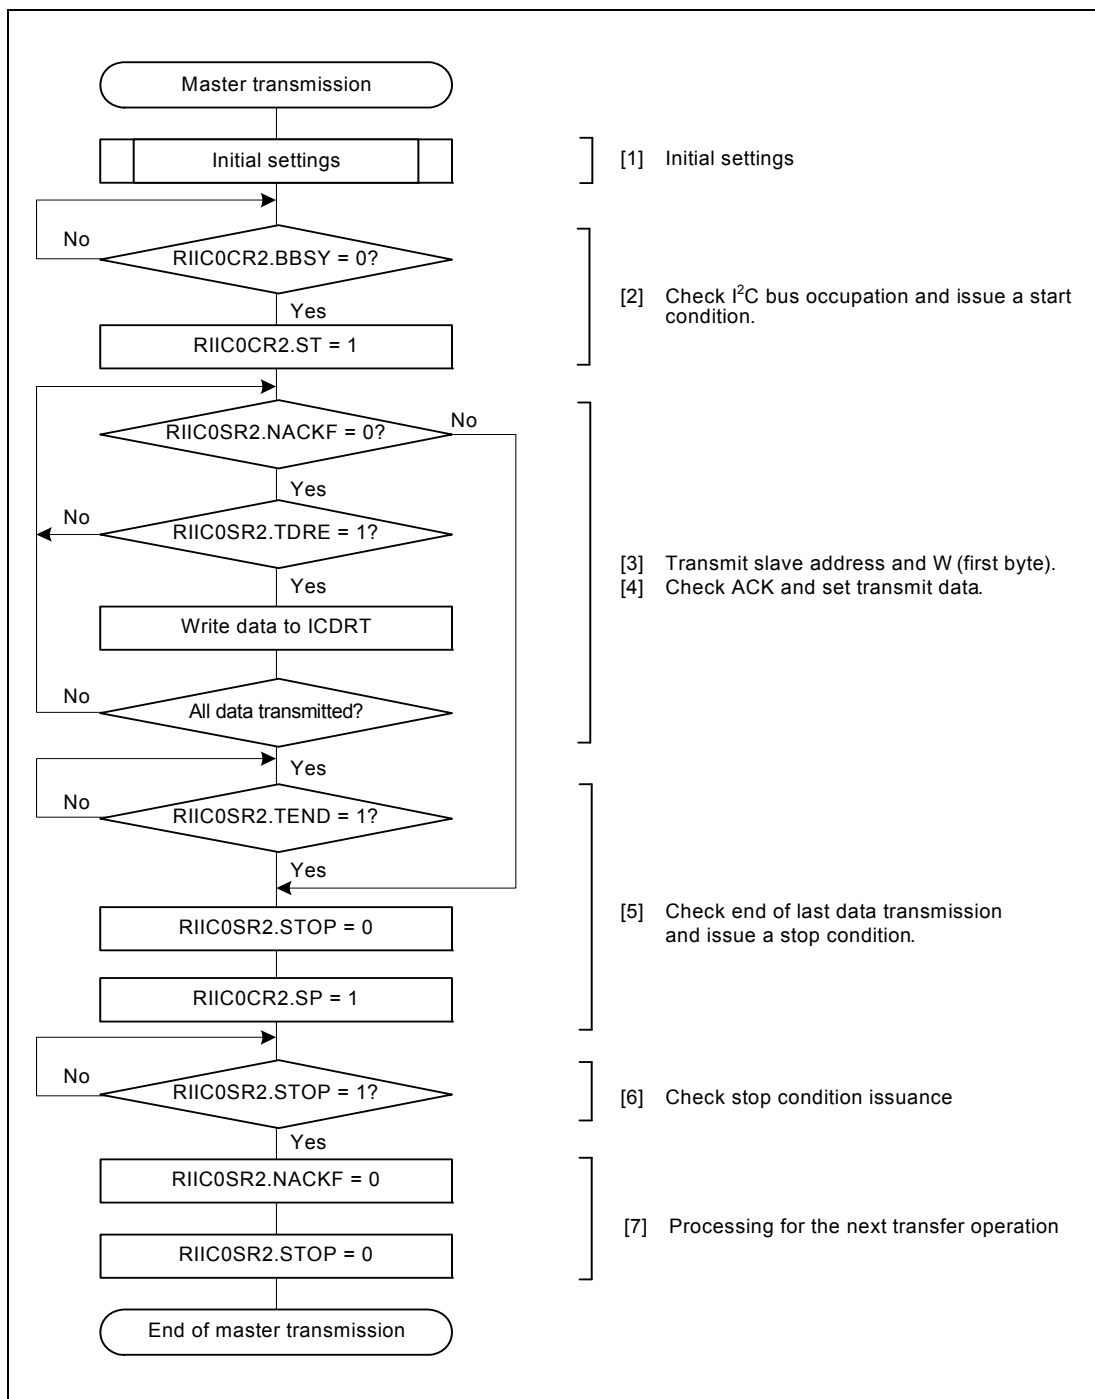 Master transmission
Initial settings
[1] Initial settings
No
RIIC0CR2.BBSY = 0?
Yes
[2] Check I²C bus occupation and issue a start
condition.
RIIC0CR2.ST = 1
No
RIIC0SR2.NACKF = 0?
Yes
No
RIIC0SR2.TDRE = 1?
Yes
[3] Transmit slave address and W (first byte).
[4] Check ACK and set transmit data.
Write data to ICDRT
No
All data transmitted?
Yes
No
RIIC0SR2.TEND = 1?
Yes
RIIC0SR2.STOP = 0
[5] Check end of last data transmission
and issue a stop condition.
RIIC0CR2.SP = 1
No
RIIC0SR2.STOP = 1?
[6] Check stop condition issuance
Yes
RIIC0SR2.NACKF = 0
[7] Processing for the next transfer operation
RIIC0SR2.STOP = 0
End of master transmission